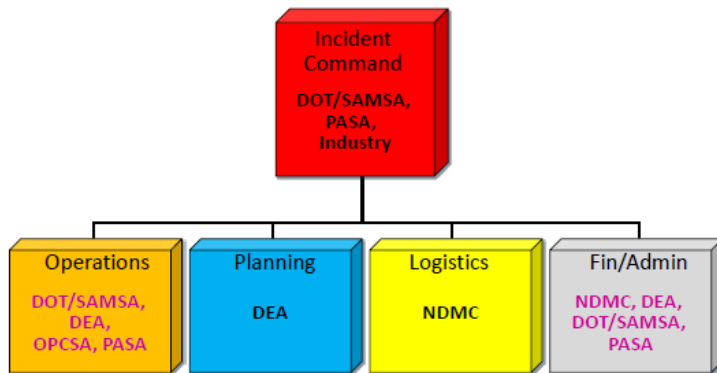 Incident
Command
DOT/SAMSA,
PASA,
Industry
Operations
DOT/SAMSA,
DEA,
OPCSA, PASA
Planning
DEA
Logistics
NDMC
Fin/Admin
NDMC, DEA,
DOT/SAMSA,
PASA